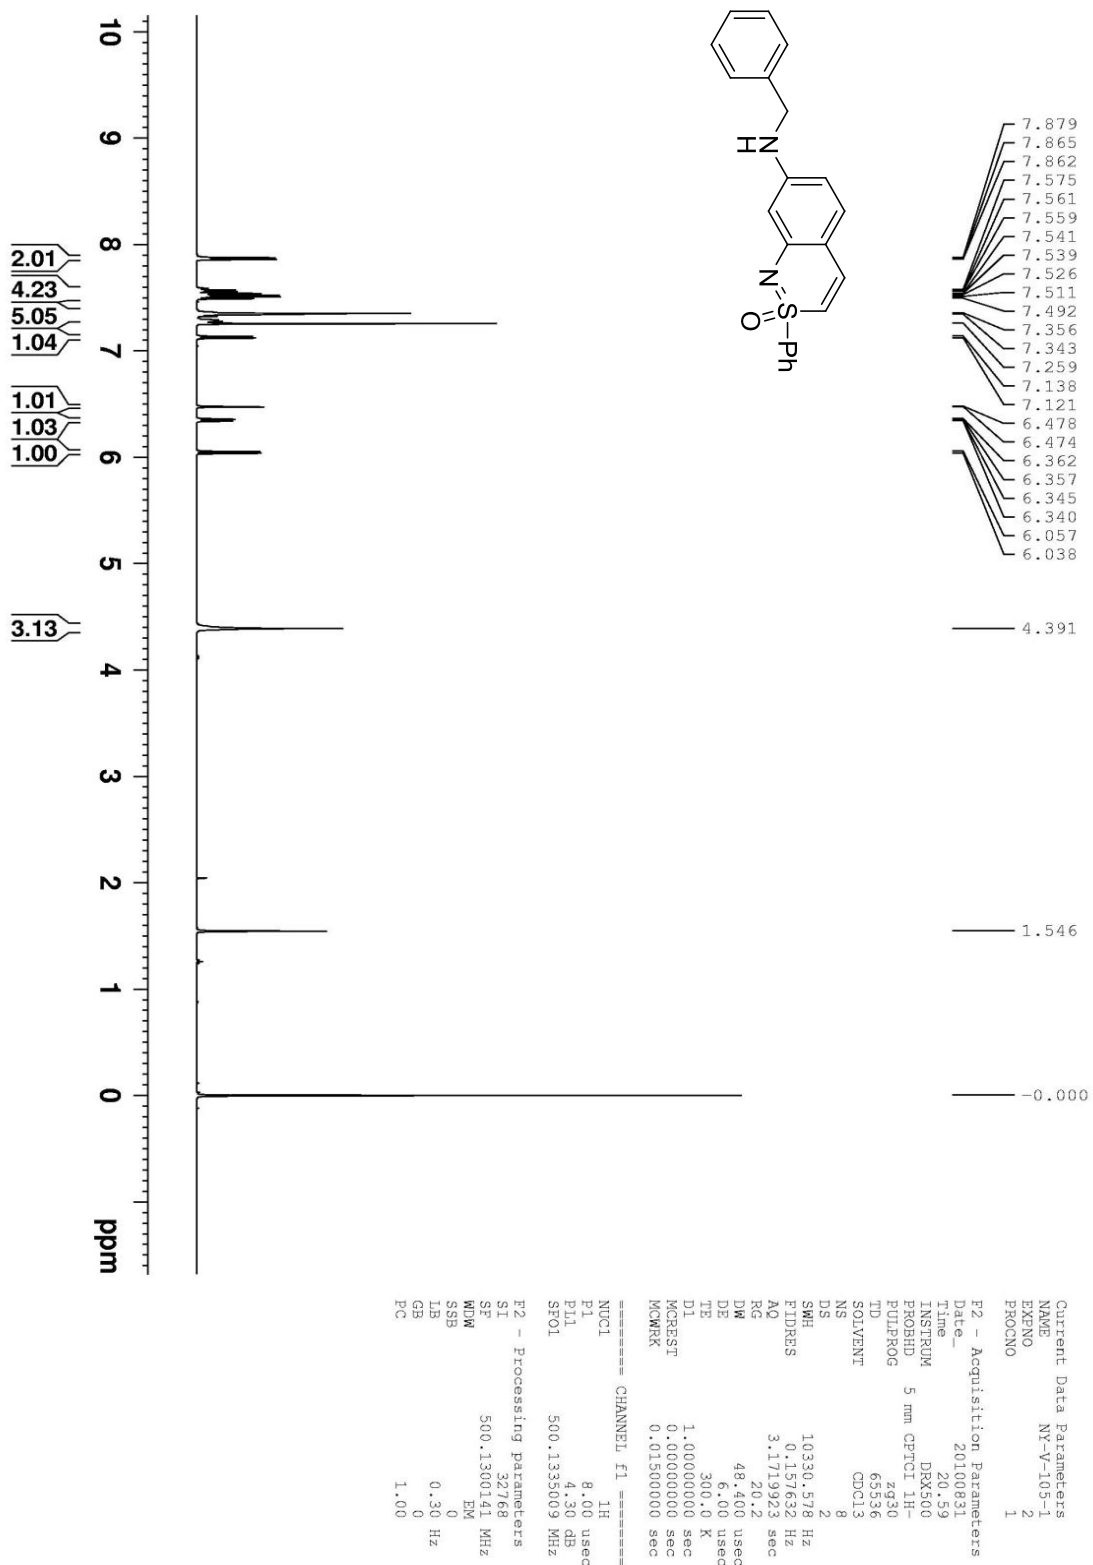 7.879
7.865
7.862
7.575
7.561
7.559
7.541
7.539
7.526
7.511
7.492
7.356
7.343
7.259
7.138
7.121
6.478
6.474
6.362
6.357
6.345
6.340
6.057
6.038
4.391
1.546
-0.000
N
H
N
S
O
Ph
10
9
8
7
6
5
4
3
2
1
0
ppm
2.01
4.23
5.05
1.04
1.01
1.03
1.00
3.13
Current Data Parameters
NAME NY-V-105-1
EXPNO 2
PROCNO 1
F2 - Acquisition Parameters
Date_ 20100831
Time 20.59
INSTRUM DRX500
PROBHD 5 mm CPTCI 1H-
PULPROG zg30
TD 65536
SOLVENT CDCl3
NS 8
DS 2
SWH 10330.578 Hz
FIDRES 0.157632 Hz
AQ 3.1719923 sec
RG 20.2
DW 48.400 usec
DE 6.00 usec
TE 300.0 K
D1 1.00000000 sec
MCREST 0.00000000 sec
MCWRK 0.01500000 sec
======== CHANNEL f1 ========
NUC1 1H
P1 8.00 usec
PL1 4.30 dB
SFO1 500.1335009 MHz
F2 - Processing parameters
SI 32768
SF 500.1300141 MHz
WDW EM
SSB 0
LB 0.30 Hz
GB 0
PC 1.00